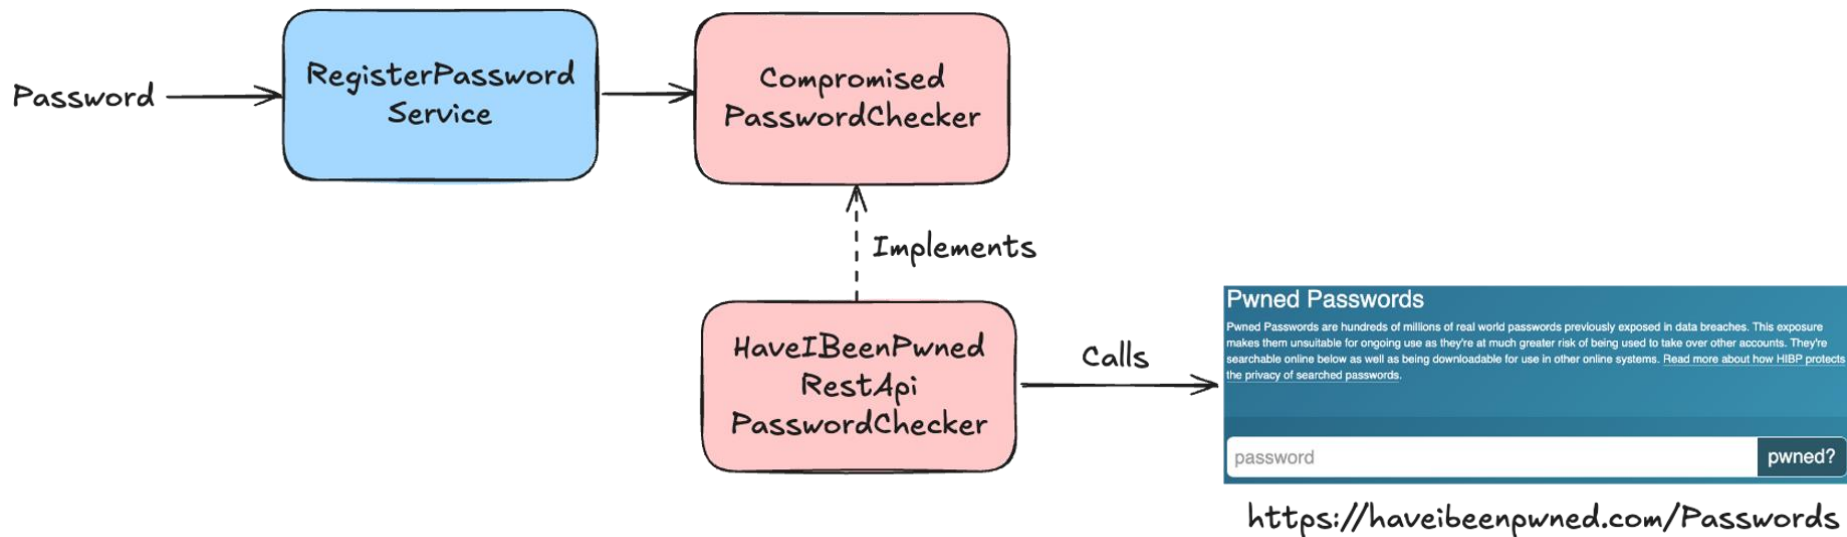 Password
RegisterPassword
Service
Compromised
PasswordChecker
Implements
HaveIBeenPwned
RestApi
PasswordChecker
Calls
Pwned Passwords
Pwned Passwords are hundreds of millions of real world passwords previously exposed in data breaches. This exposure
makes them unsuitable for ongoing use as they're at much greater risk of being used to take over other accounts. They're
searchable online below as well as being downloadable for use in other online systems. Read more about how HIBP protects
the privacy of searched passwords.
password
pwned?
https://haveibeenpwned.com/Passwords